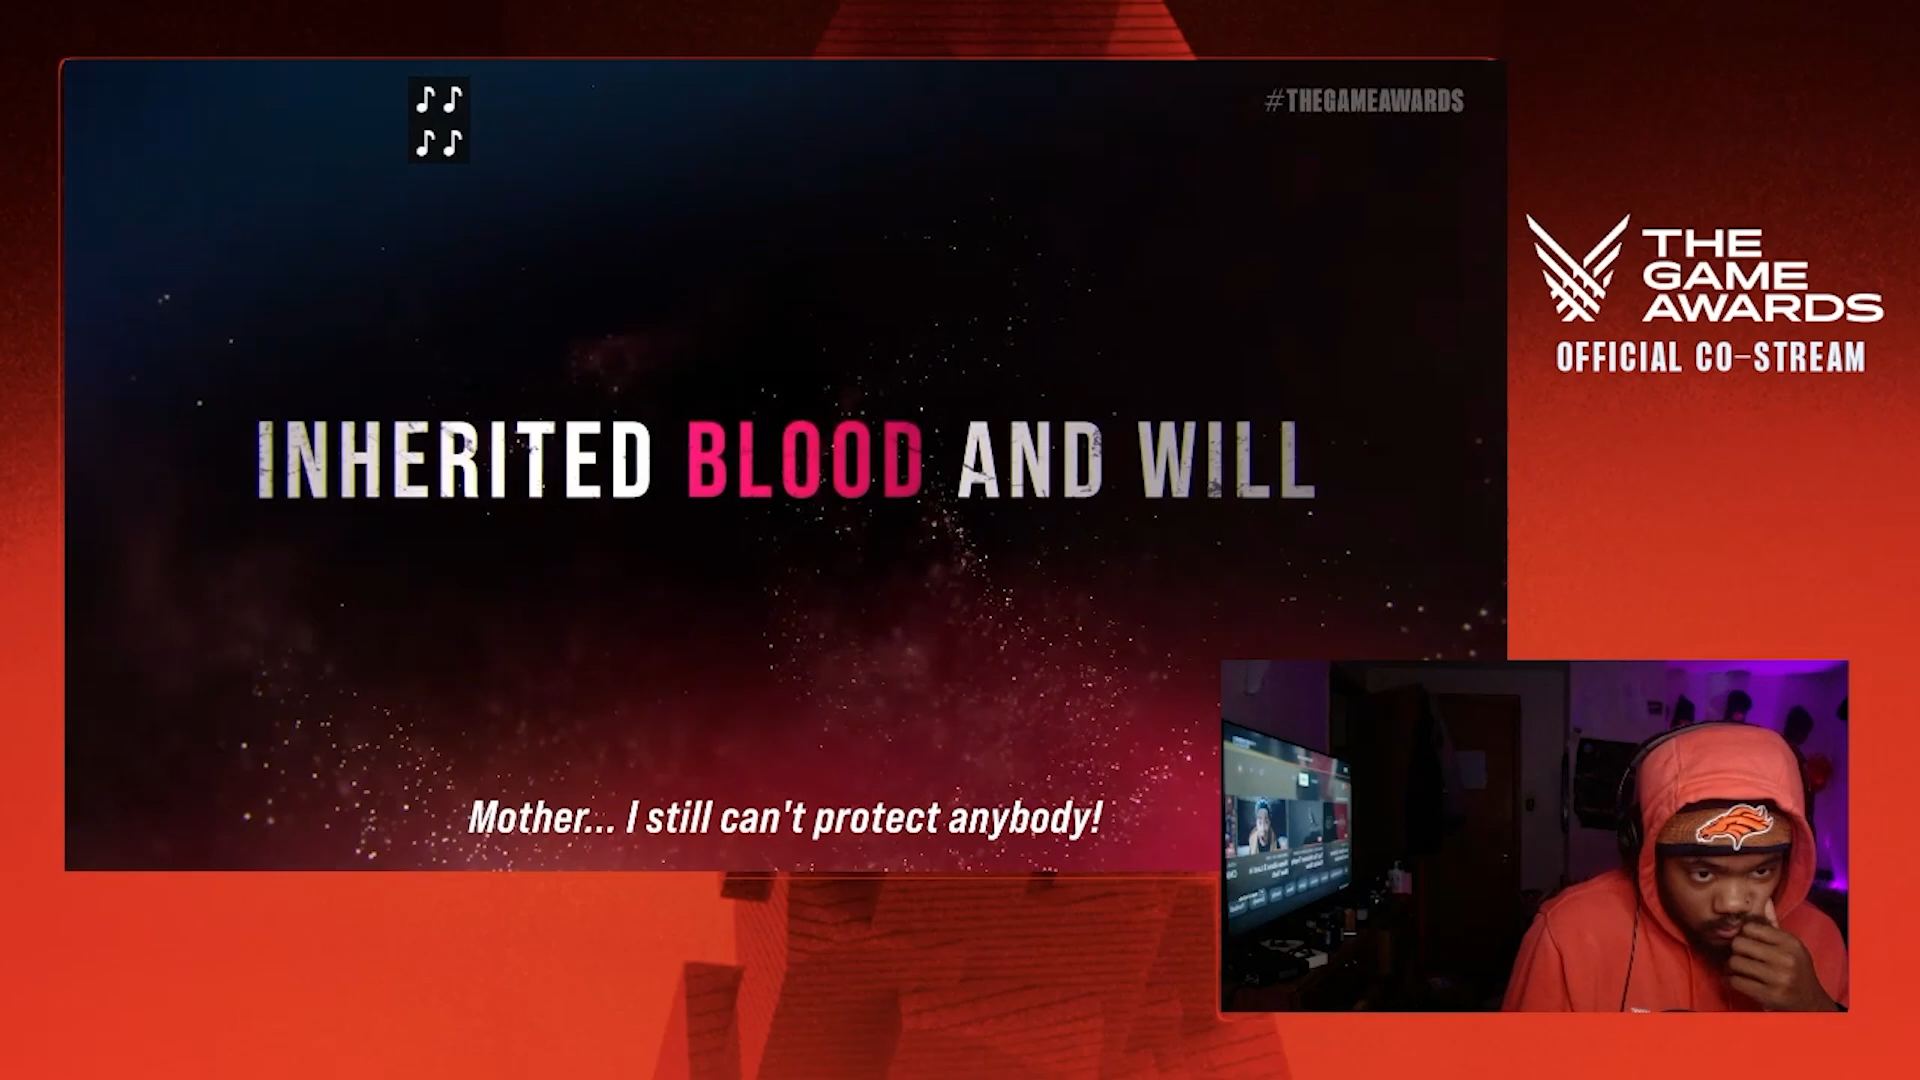 ♪♪
♪♪
#THEGAMEAWARDS
THE
GAME
AWARDS
OFFICIAL CO-STREAM
INHERITED BLOOD AND WILL
Mother... I still can't protect anybody!